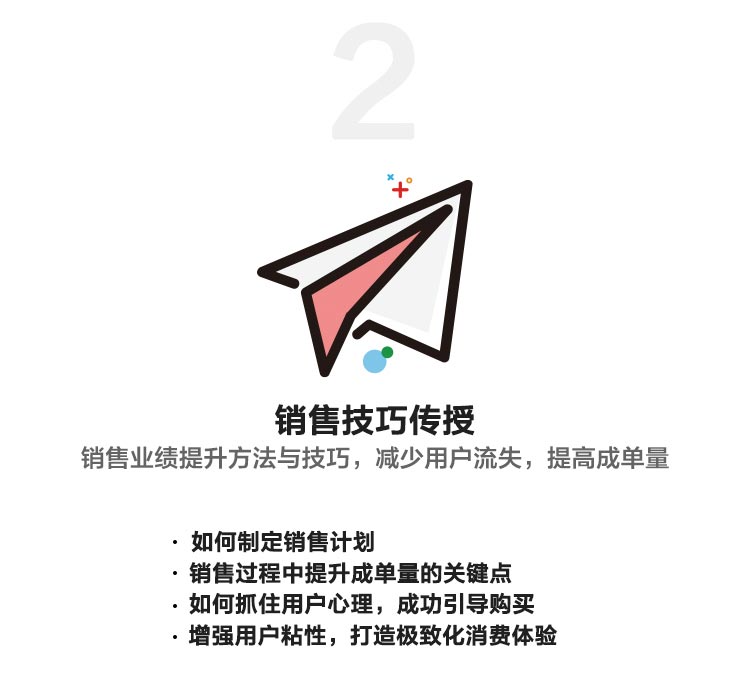 2
销售技巧传授
销售业绩提升方法与技巧，减少用户流失，提高成单量
· 如何制定销售计划
· 销售过程中提升成单量的关键点
· 如何抓住用户心理，成功引导购买
· 增强用户粘性，打造极致化消费体验